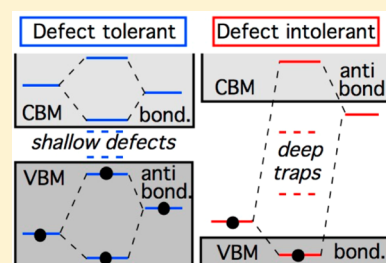 Defect tolerant
CBM
bond.
shallow defects
VBM
anti
bond.
Defect intolerant
CBM
anti
bond.
deep
traps
VBM
bond.